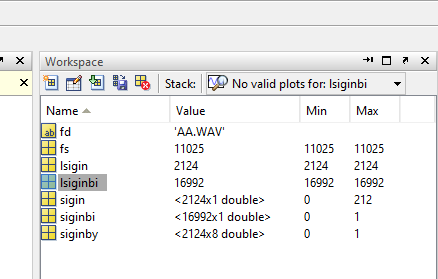 Workspace
Stack: No valid plots for: lsiginbi
Name Value Min Max
ab fd 'AA.WAV'
fs 11025 11025 11025
lsigin 2124 2124 2124
lsiginbi 16992 16992 16992
sigin <2124x1 double> 0 212
siginbi <16992x1 double> 0 1
siginby <2124x8 double> 0 1